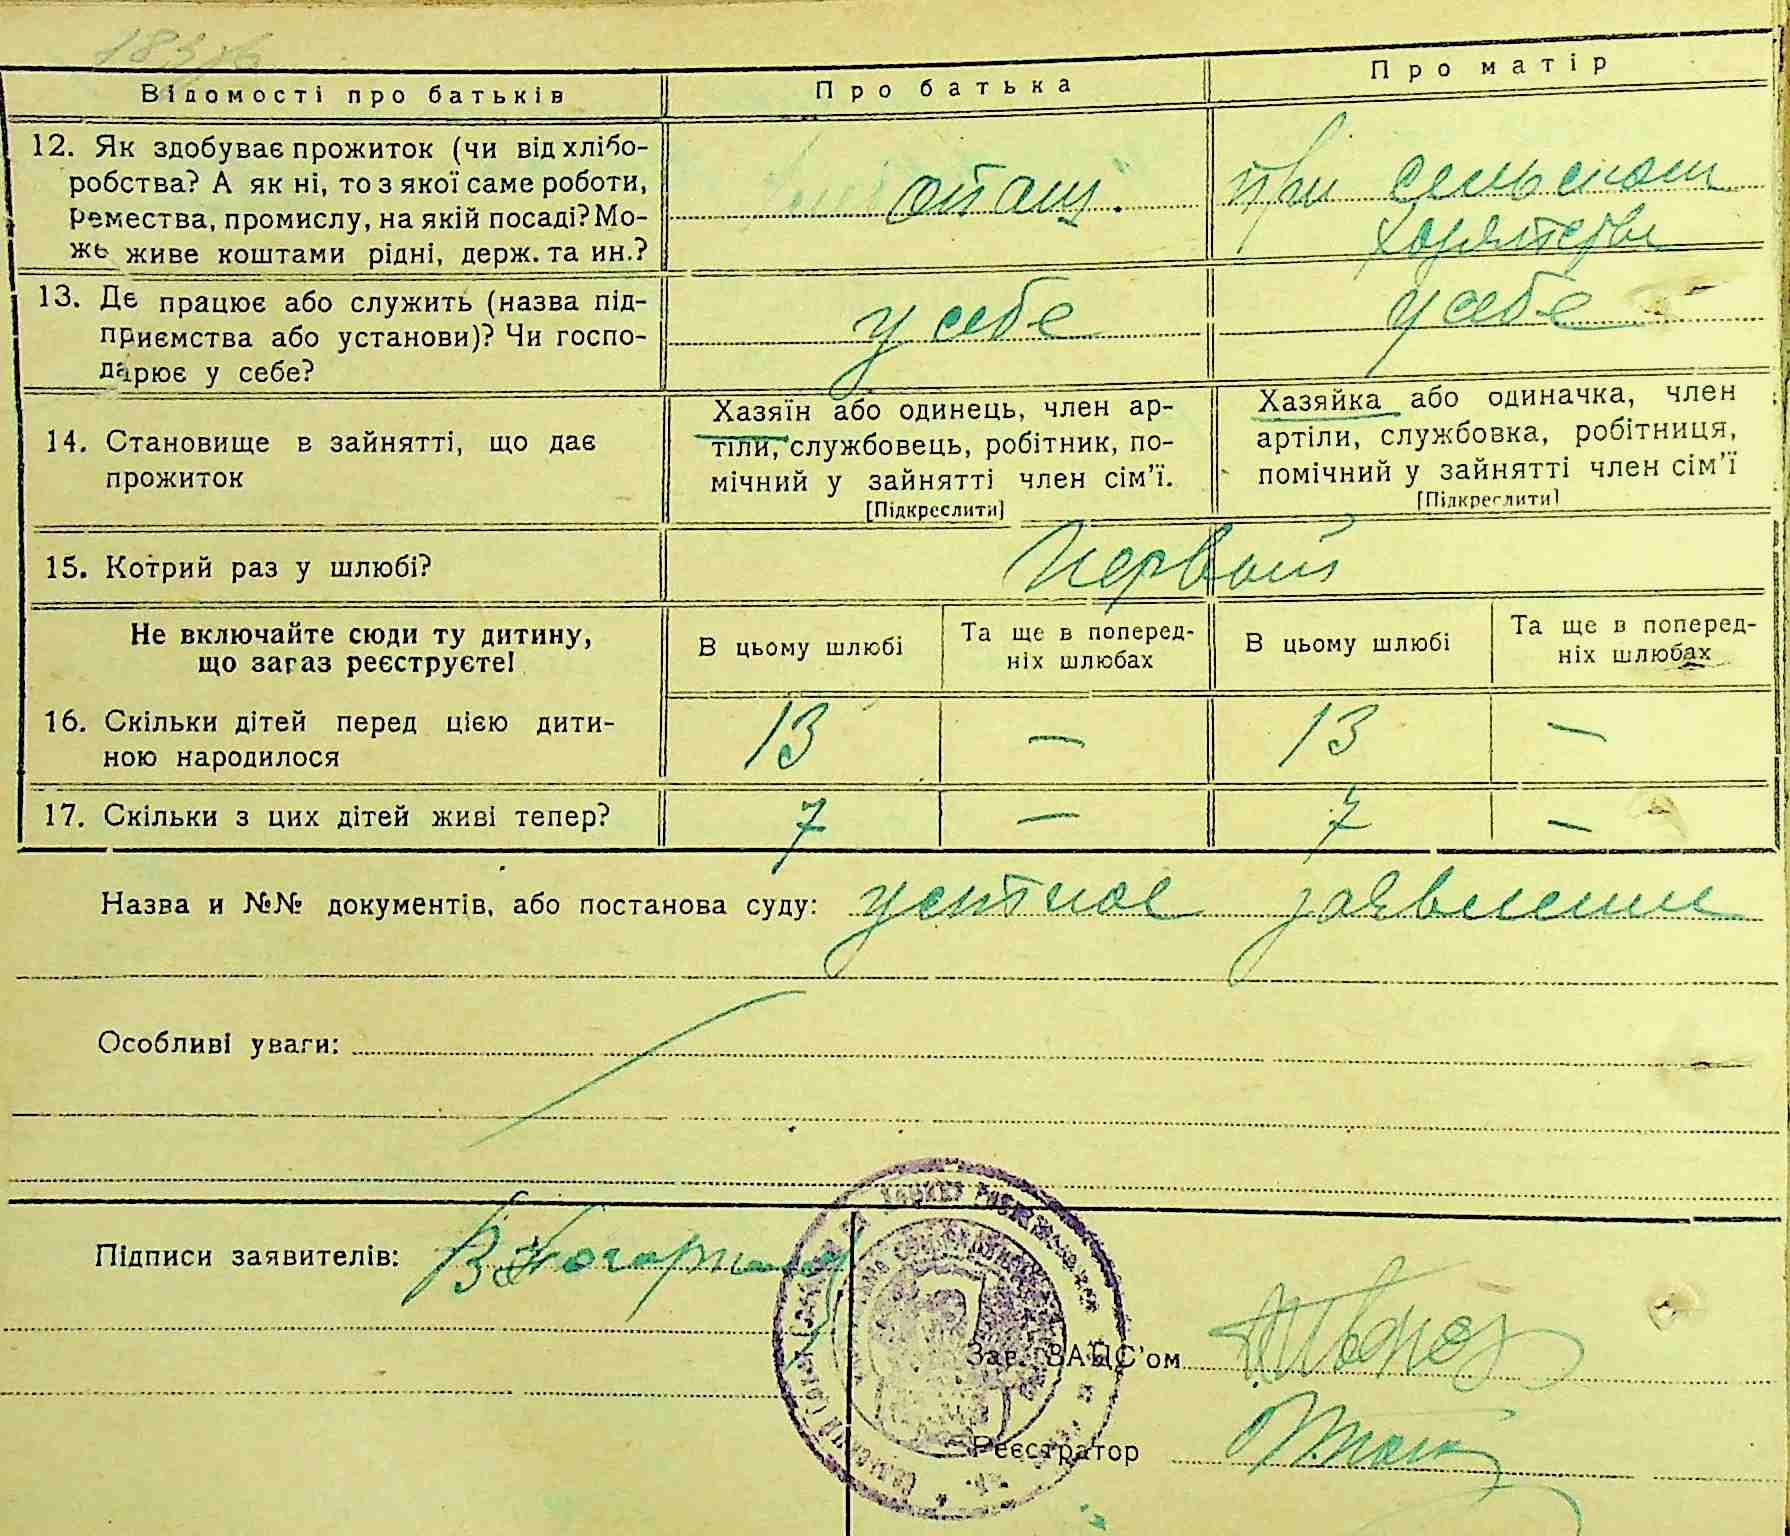 Відомості про батьків
Про батька
Про матір
12. Як здобуває прожиток (чи від хлібо-
робства? А як ні, то з якої саме роботи,
ремества, промислу, на якій посаді? Мо-
же живе коштами рідні, держ. та ин.?
при сельском
13. Де працює або служить (назва під-
приємства або установи)? Чи госпо-
дарює у себе?
у себе
у себе
14. Становище в зайнятті, що дає
прожиток
Хазяїн або одинець, член ар-
тіли, службовець, робітник, по-
мічний у зайнятті член сім'ї.
[Підкреслити]
Хазяйка або одиначка, член
артіли, службовка, робітниця,
помічний у зайнятті член сім'ї
[Підкреслити]
15. Котрий раз у шлюбі?
Первый
Не включайте сюди ту дитину,
що зараз реєструєте!
В цьому шлюбі
Та ще в поперед-
ніх шлюбах
В цьому шлюбі
Та ще в поперед-
ніх шлюбах
16. Скільки дітей перед цією дити-
ною народилося
13
—
13
—
17. Скільки з цих дітей живі тепер?
7
—
7
—
Назва и №№ документів, або постанова суду: устное заявление
Особливі уваги:
Підписи заявителів:
Зав. ЗАЦС'ом
Реєстратор